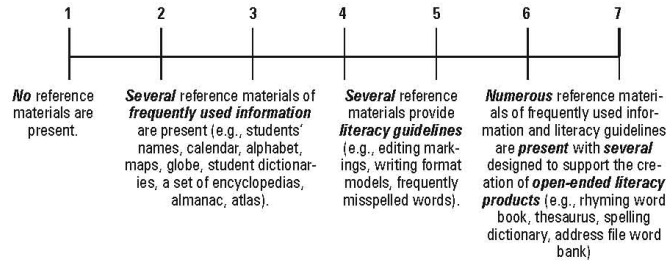 1 2 3 4 5 6 7
No reference
materials are
present.
Several reference materials of
frequently used information
are present (e.g., students'
names, calendar, alphabet,
maps, globe, student dictionar-
ies, a set of encyclopedias,
almanac, atlas).
Several reference
materials provide
literacy guidelines
(e.g., editing mark-
ings, writing format
models, frequently
misspelled words).
Numerous reference materi-
als of frequently used infor-
mation and literacy guidelines
are present with several
designed to support the cre-
ation of open-ended literacy
products (e.g., rhyming word
book, thesaurus, spelling
dictionary, address file word
bank)